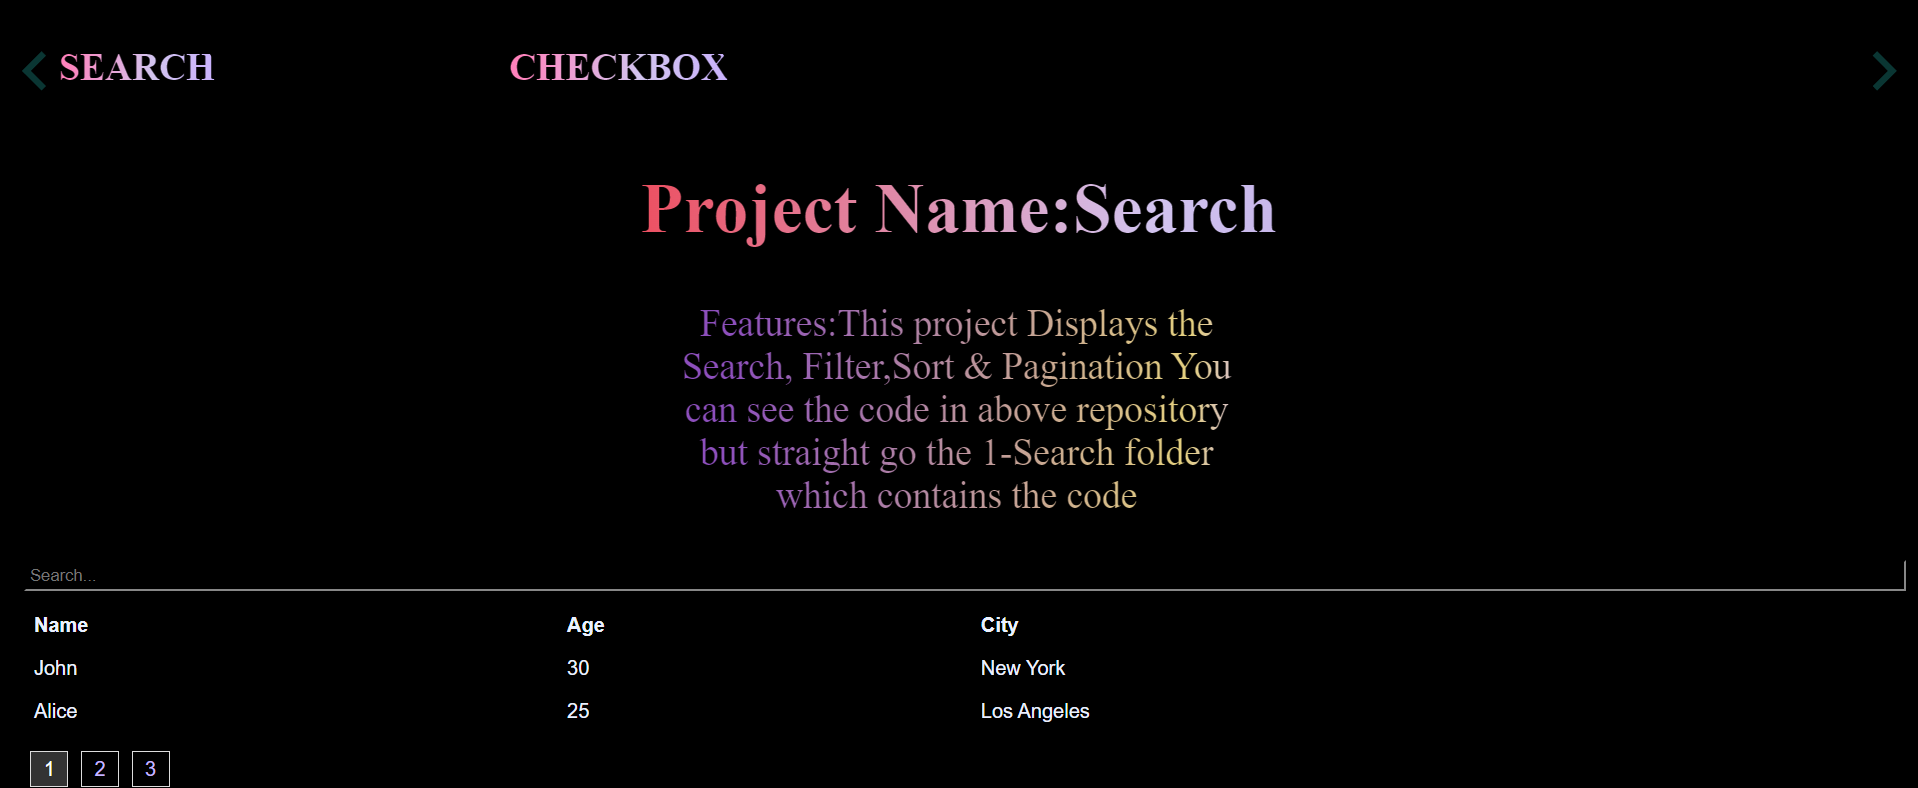 SEARCH CHECKBOX
Project Name:Search
Features:This project Displays the
Search, Filter,Sort & Pagination You
can see the code in above repository
but straight go the 1-Search folder
which contains the code
Search...
Name Age City
John 30 New York
Alice 25 Los Angeles
1 2 3